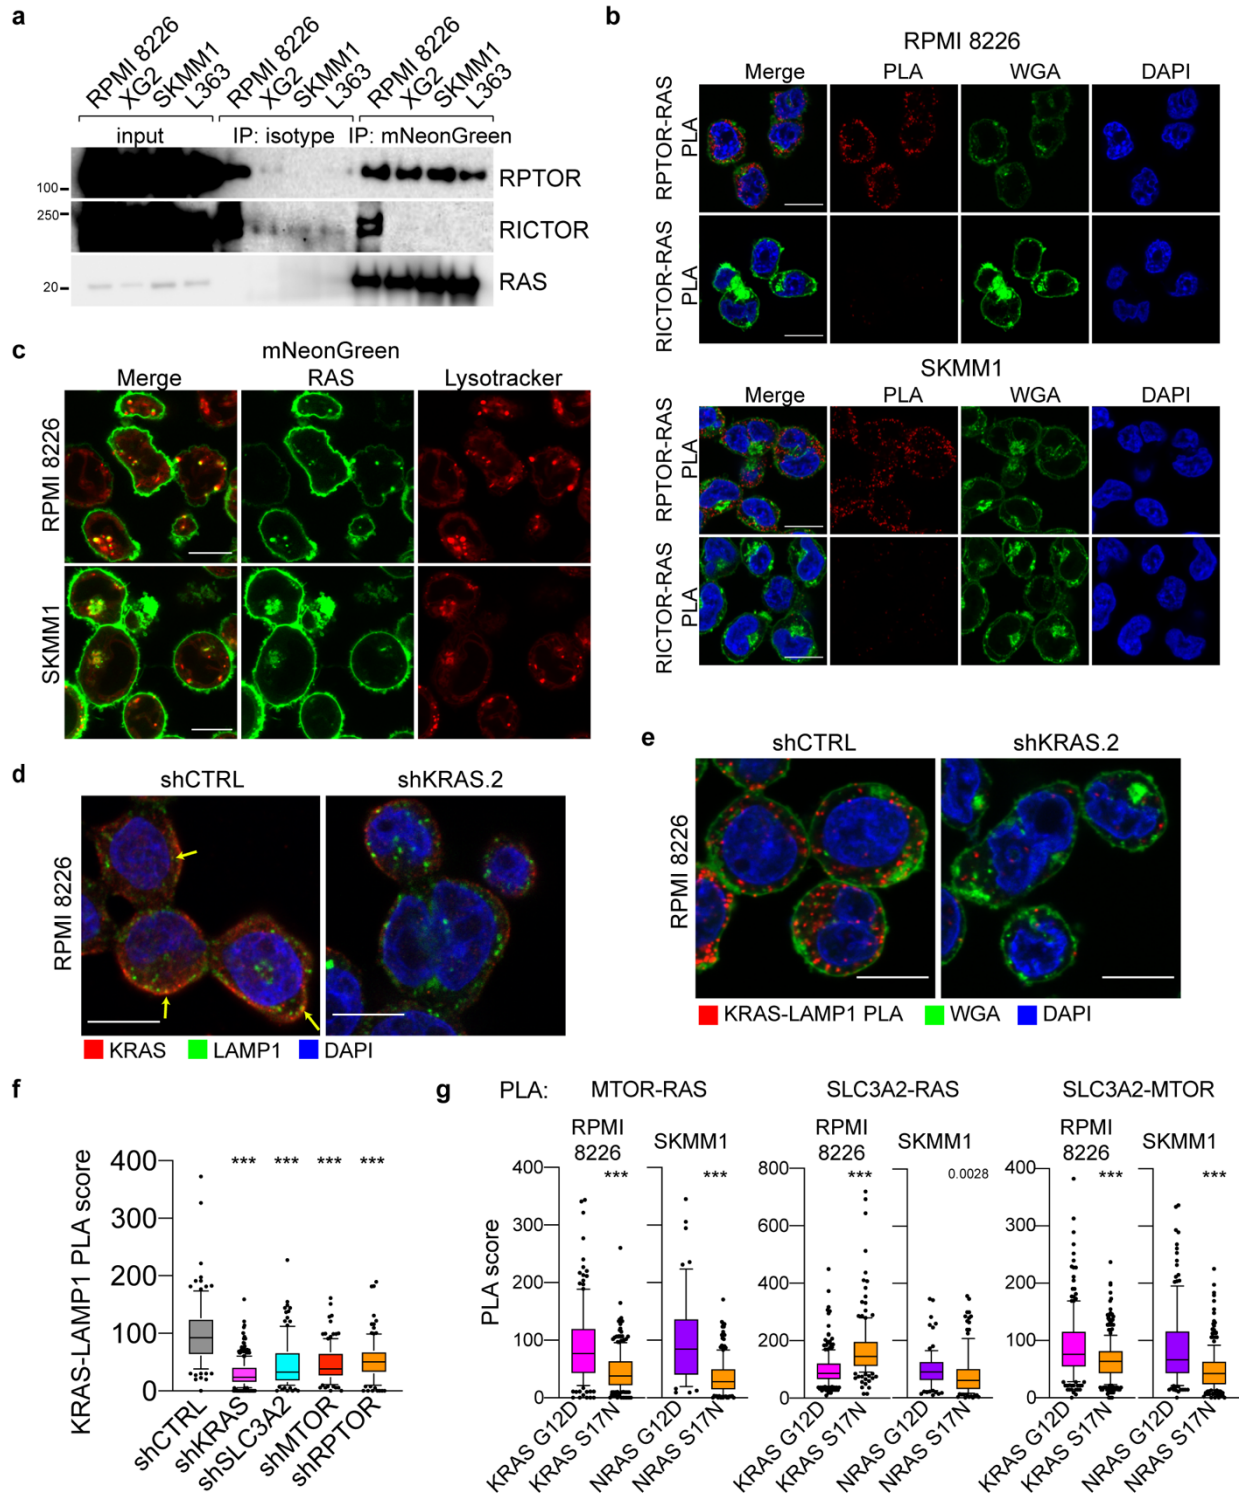 a
RPMI 8226
XG2
SKMM1
L363
RPMI 8226
XG2
SKMM1
L363
RPMI 8226
XG2
SKMM1
L363
input
IP: isotype
IP: mNeonGreen
100
RPTOR
250
RICTOR
20
RAS
b
RPMI 8226
Merge
PLA
WGA
DAPI
RPTOR-RAS
PLA
RICTOR-RAS
PLA
SKMM1
Merge
PLA
WGA
DAPI
RPTOR-RAS
PLA
RICTOR-RAS
PLA
c
mNeonGreen
Merge
RAS
Lysotracker
RPMI 8226
SKMM1
d
shCTRL
shKRAS.2
RPMI 8226
KRAS
LAMP1
DAPI
e
shCTRL
shKRAS.2
RPMI 8226
KRAS-LAMP1 PLA
WGA
DAPI
f
KRAS-LAMP1 PLA score
400
300
200
100
0
***
***
***
***
shCTRL
shKRAS
shSLC3A2
shMTOR
shRPTOR
g
PLA:
MTOR-RAS
SLC3A2-RAS
SLC3A2-MTOR
RPMI
8226
SKMM1
RPMI
8226
SKMM1
RPMI
8226
SKMM1
PLA score
400
300
200
100
0
***
***
800
600
400
200
0
***
0.0028
400
300
200
100
0
***
***
KRAS G12D
KRAS S17N
NRAS G12D
NRAS S17N
KRAS G12D
KRAS S17N
NRAS G12D
NRAS S17N
KRAS G12D
KRAS S17N
NRAS G12D
NRAS S17N